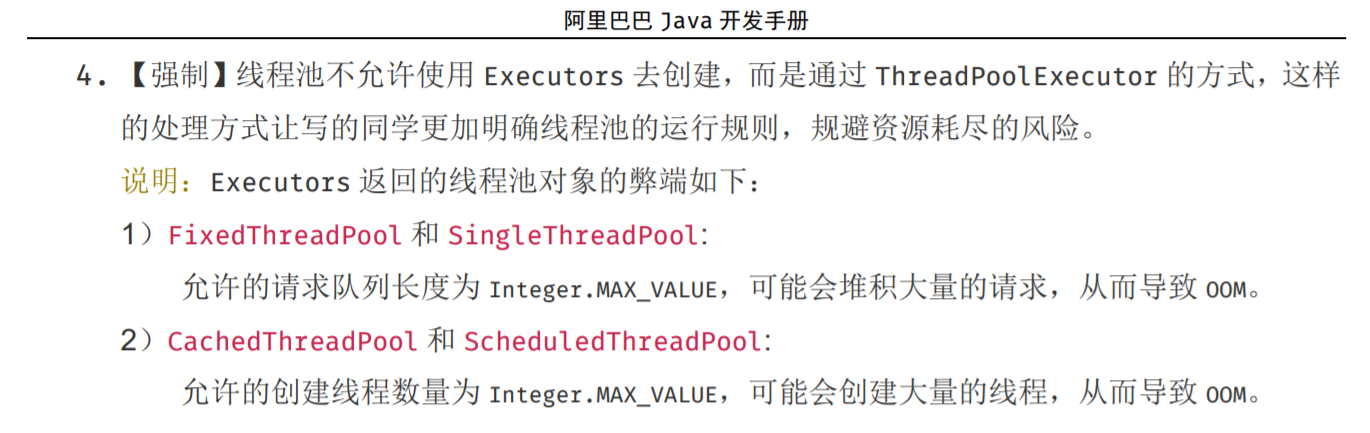 阿里巴巴 Java 开发手册
4. 【强制】线程池不允许使用 Executors 去创建，而是通过 ThreadPoolExecutor 的方式，这样
的处理方式让写的同学更加明确线程池的运行规则，规避资源耗尽的风险。
说明：Executors 返回的线程池对象的弊端如下：
1）FixedThreadPool 和 SingleThreadPool:
允许的请求队列长度为 Integer.MAX_VALUE，可能会堆积大量的请求，从而导致 OOM。
2）CachedThreadPool 和 ScheduledThreadPool:
允许的创建线程数量为 Integer.MAX_VALUE，可能会创建大量的线程，从而导致 OOM。